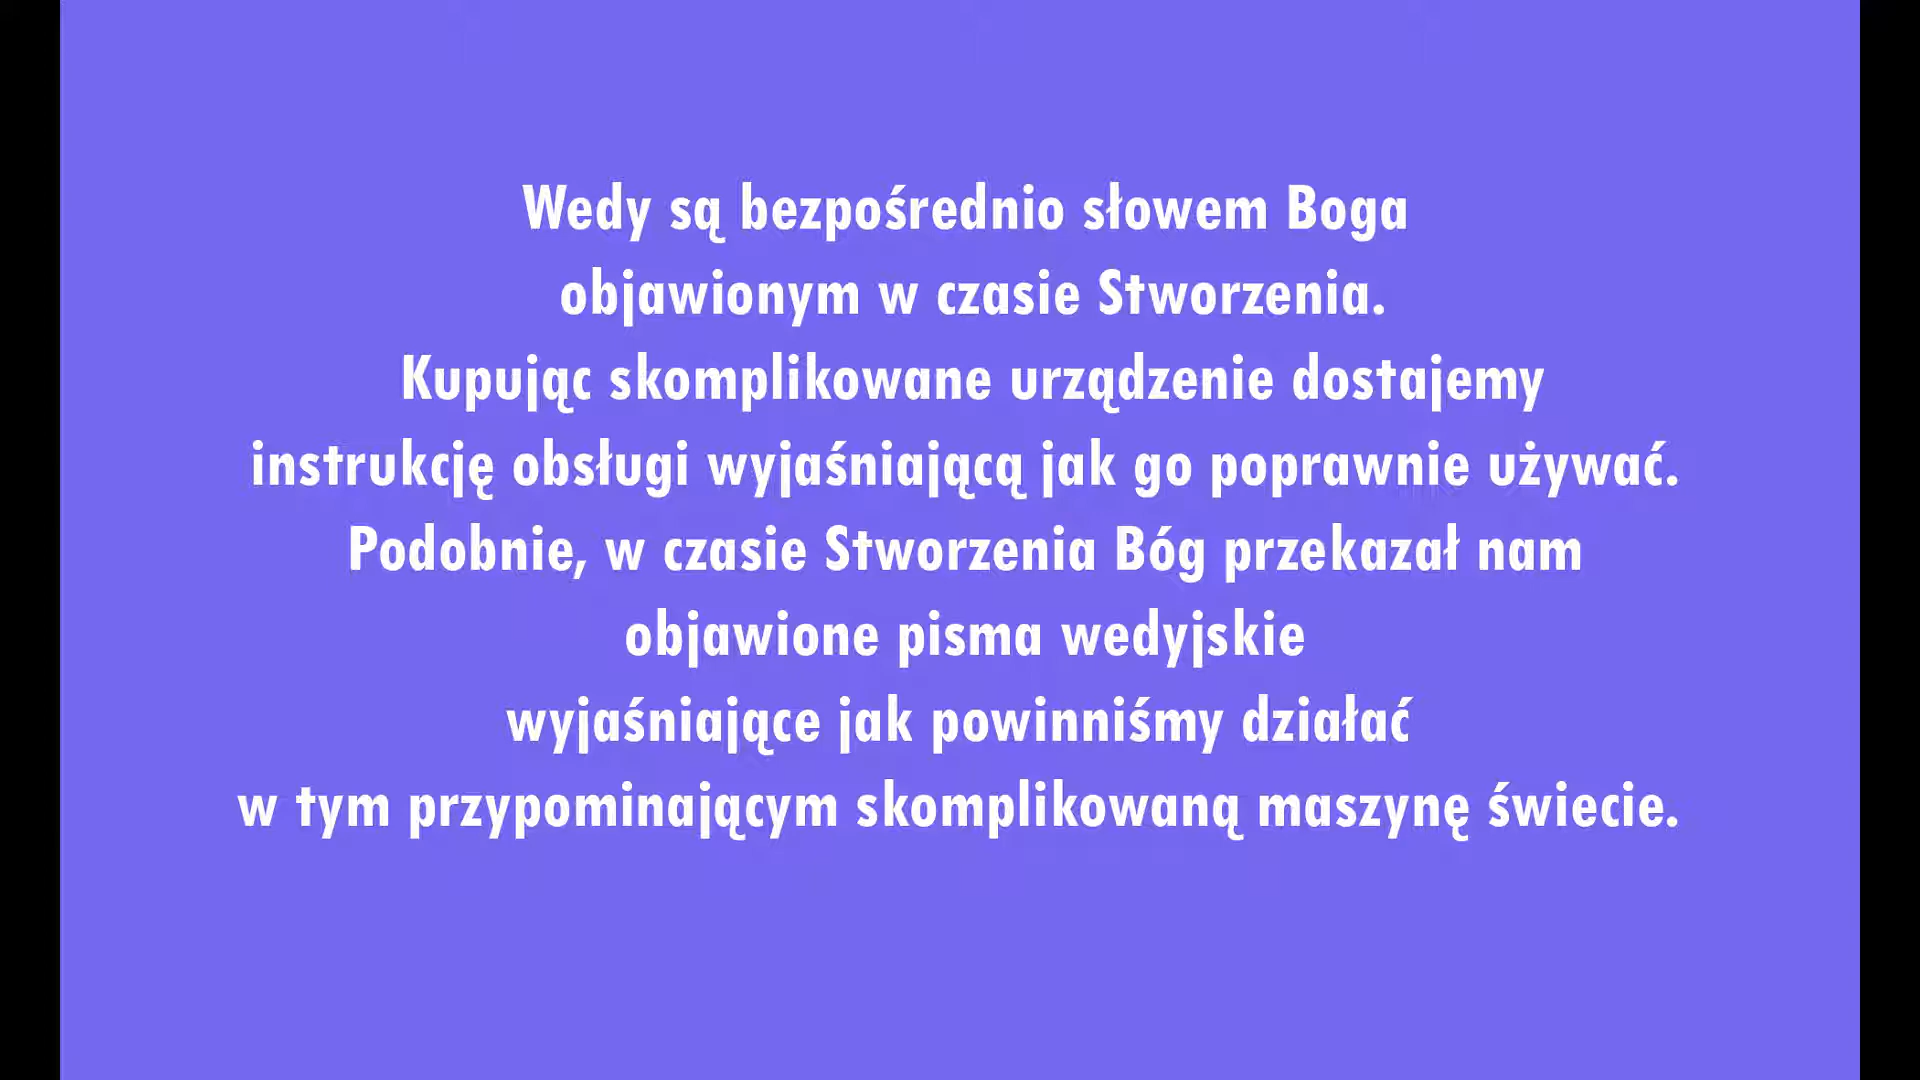 Wedy są bezpośrednio słowem Boga
objawionym w czasie Stworzenia.
Kupując skomplikowane urządzenie dostajemy
instrukcję obsługi wyjaśniającą jak go poprawnie używać.
Podobnie, w czasie Stworzenia Bóg przekazał nam
objawione pisma wedyjskie
wyjaśniające jak powinniśmy działać
w tym przypominającym skomplikowaną maszynę świecie.